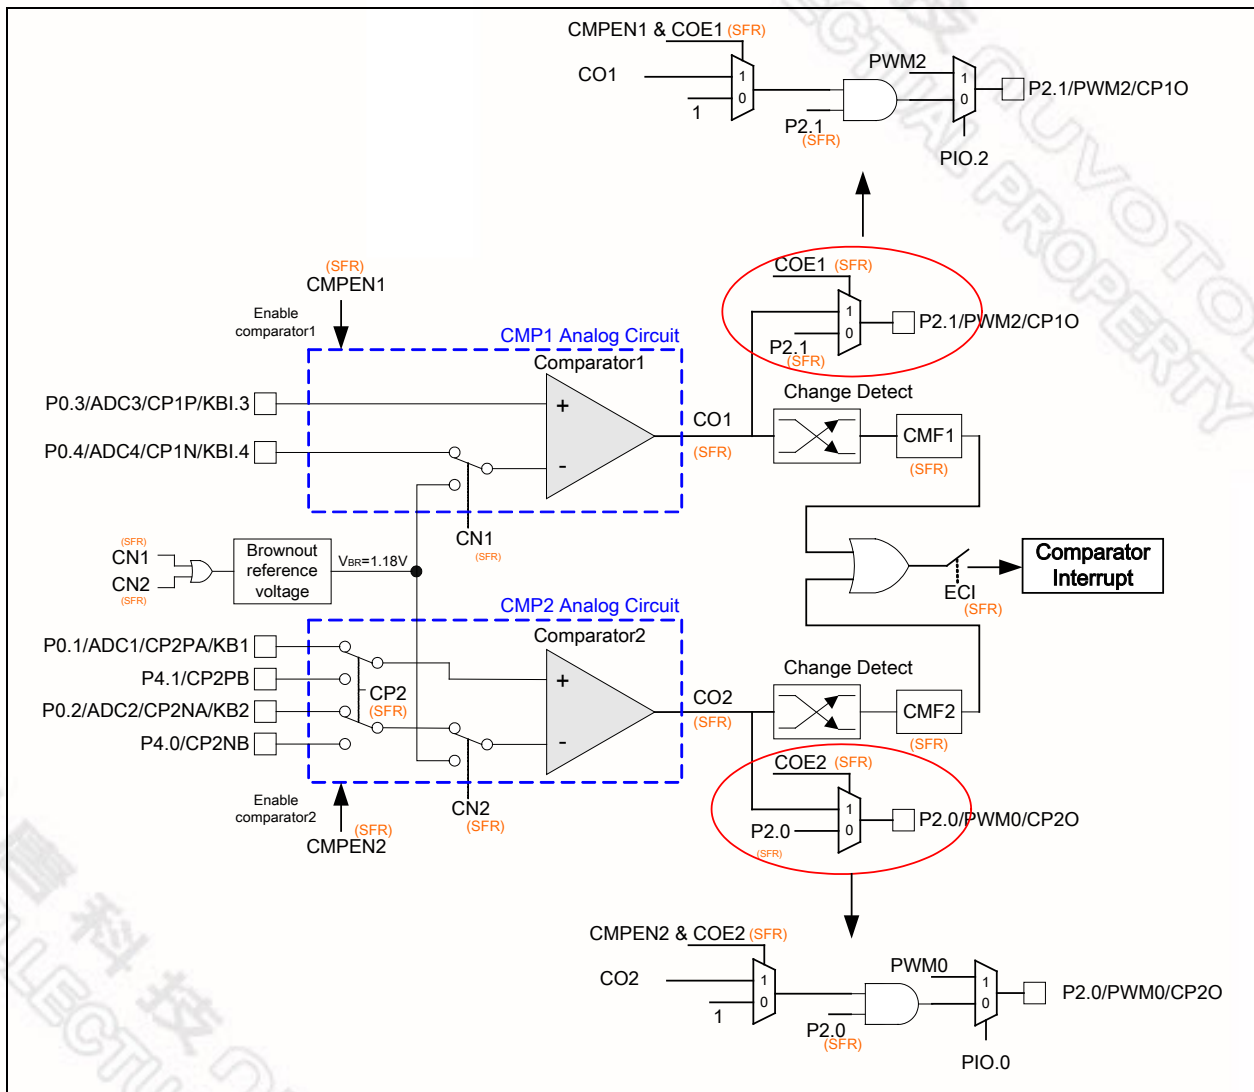 CMPEN1 & COE1 (SFR)
CO1
1
0
1
P2.1
(SFR)
PWM2
1
0
P2.1/PWM2/CP1O
PIO.2
(SFR)
CMPEN1
Enable
comparator1
COE1 (SFR)
1
0
P2.1/PWM2/CP1O
P2.1
(SFR)
CMP1 Analog Circuit
Comparator1
P0.3/ADC3/CP1P/KBI.3
+
P0.4/ADC4/CP1N/KBI.4
-
CO1
(SFR)
Change Detect
CMF1
(SFR)
CN1
(SFR)
(SFR)
CN1
CN2
(SFR)
Brownout
reference
voltage
VBR=1.18V
ECI
(SFR)
Comparator
Interrupt
CMP2 Analog Circuit
Comparator2
P0.1/ADC1/CP2PA/KB1
P4.1/CP2PB
P0.2/ADC2/CP2NA/KB2
P4.0/CP2NB
CP2
(SFR)
+
-
CO2
(SFR)
Change Detect
CMF2
(SFR)
CN2
(SFR)
Enable
comparator2
(SFR)
CMPEN2
COE2 (SFR)
1
0
P2.0
(SFR)
P2.0/PWM0/CP2O
CMPEN2 & COE2 (SFR)
CO2
1
0
1
P2.0
(SFR)
PWM0
1
0
P2.0/PWM0/CP2O
PIO.0